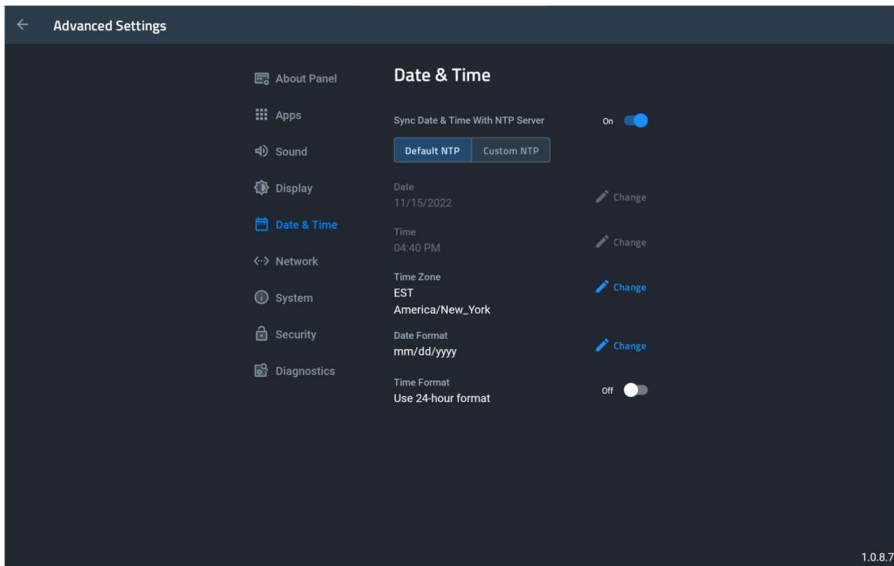 Advanced Settings
About Panel
Apps
Sound
Display
Date & Time
Network
System
Security
Diagnostics
Date & Time
Sync Date & Time With NTP Server
On
Default NTP
Custom NTP
Date
11/15/2022
Change
Time
04:40 PM
Change
Time Zone
EST
America/New_York
Change
Date Format
mm/dd/yyyy
Change
Time Format
Use 24-hour format
Off
1.0.8.7